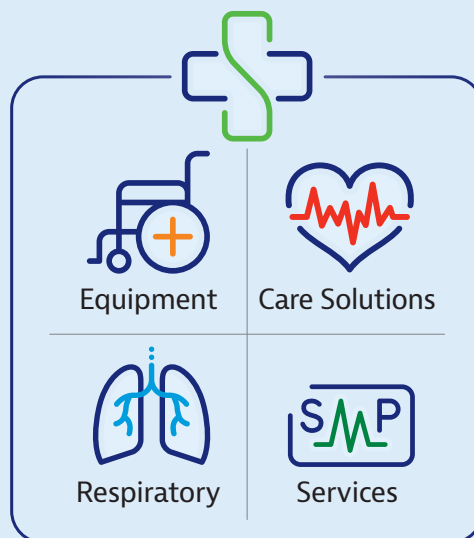 Equipment
Care Solutions
Respiratory
SMP
Services